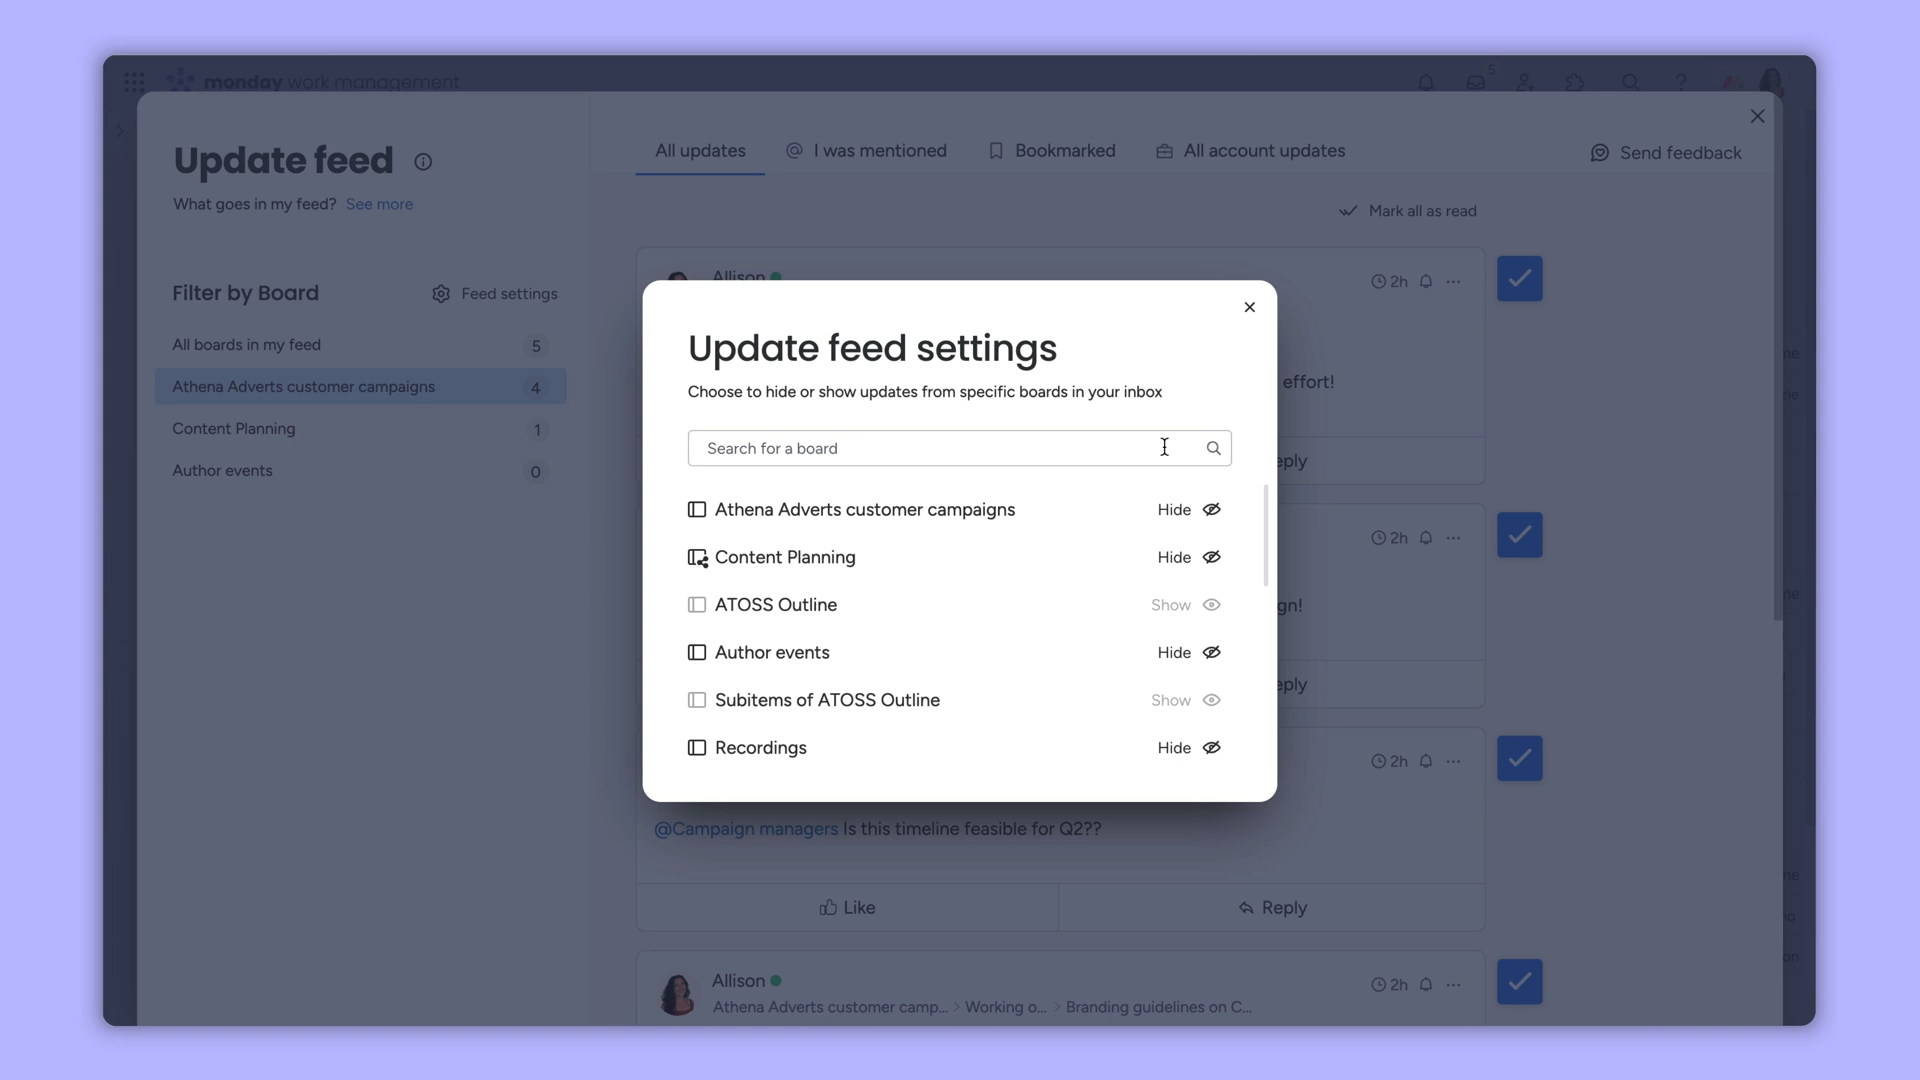 monday work management
5
Update feed
What goes in my feed? See more
All updates
I was mentioned
Bookmarked
All account updates
Send feedback
Mark all as read
Filter by Board
Feed settings
All boards in my feed 5
Athena Adverts customer campaigns 4
Content Planning 1
Author events 0
Allison
2h
effort!
Update feed settings
Choose to hide or show updates from specific boards in your inbox
Search for a board
Athena Adverts customer campaigns Hide
Content Planning Hide
ATOSS Outline Show
Author events Hide
Subitems of ATOSS Outline Show
Recordings Hide
2h
2h
@Campaign managers Is this timeline feasible for Q2??
Like
Reply
Allison
2h
Athena Adverts customer camp... > Working o... > Branding guidelines on C...